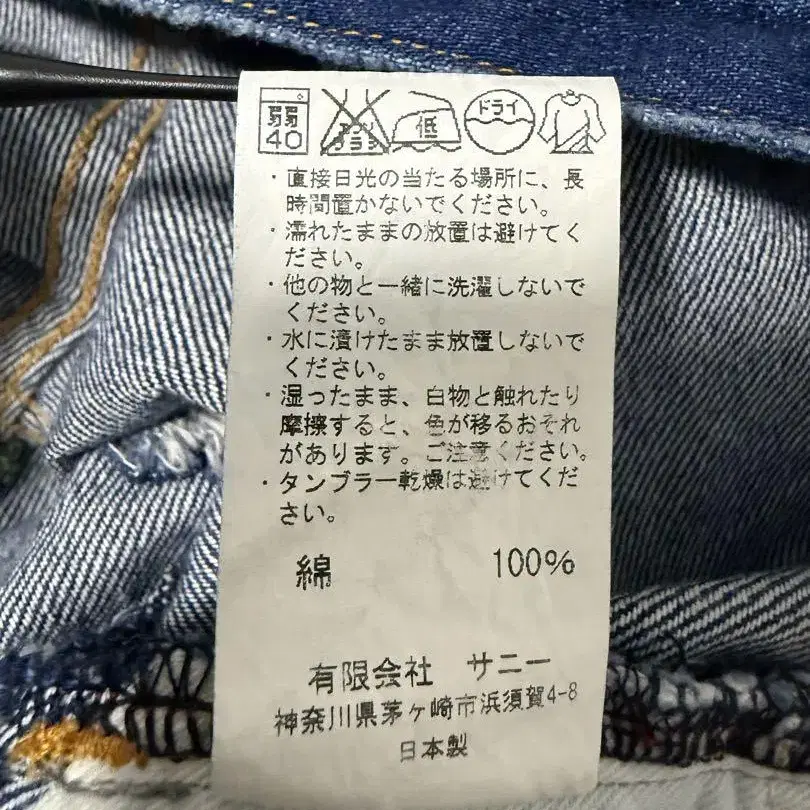 弱 40 エンソサラシ 低 ドライ
・直接日光の当たる場所に、長
時間置かないでください。
・濡れたままの放置は避けてく
ださい。
・他の物と一緒に洗濯しないで
ください。
・水に漬けたまま放置しないで
ください。
・湿ったまま、白物と触れたり
摩擦すると、色が移るおそれ
があります。ご注意ください。
・タンブラー乾燥は避けてくだ
さい。
綿 100%
有限会社 サニー
神奈川県茅ヶ崎市浜須賀4-8
日本製